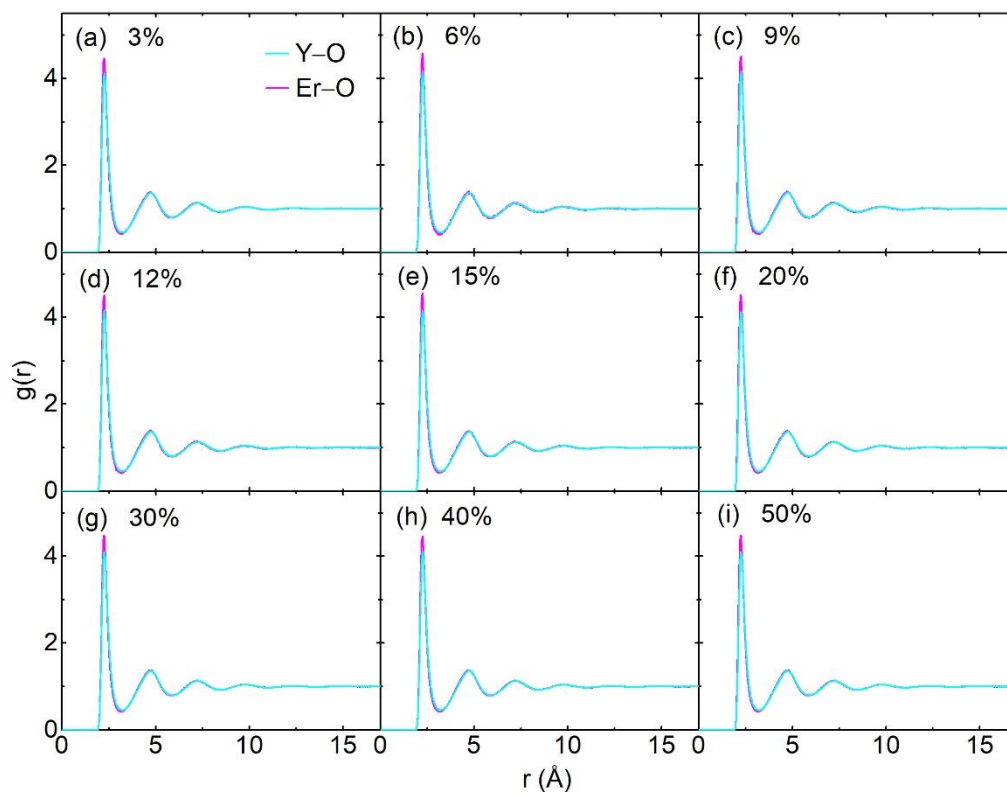 (a) 3%
Y–O
Er–O
(b) 6%
(c) 9%
4
2
0
(d) 12%
(e) 15%
(f) 20%
4
2
0
(g) 30%
(h) 40%
(i) 50%
4
2
0
g(r)
0 5 10 15 0 5 10 15 0 5 10 15
r (Å)